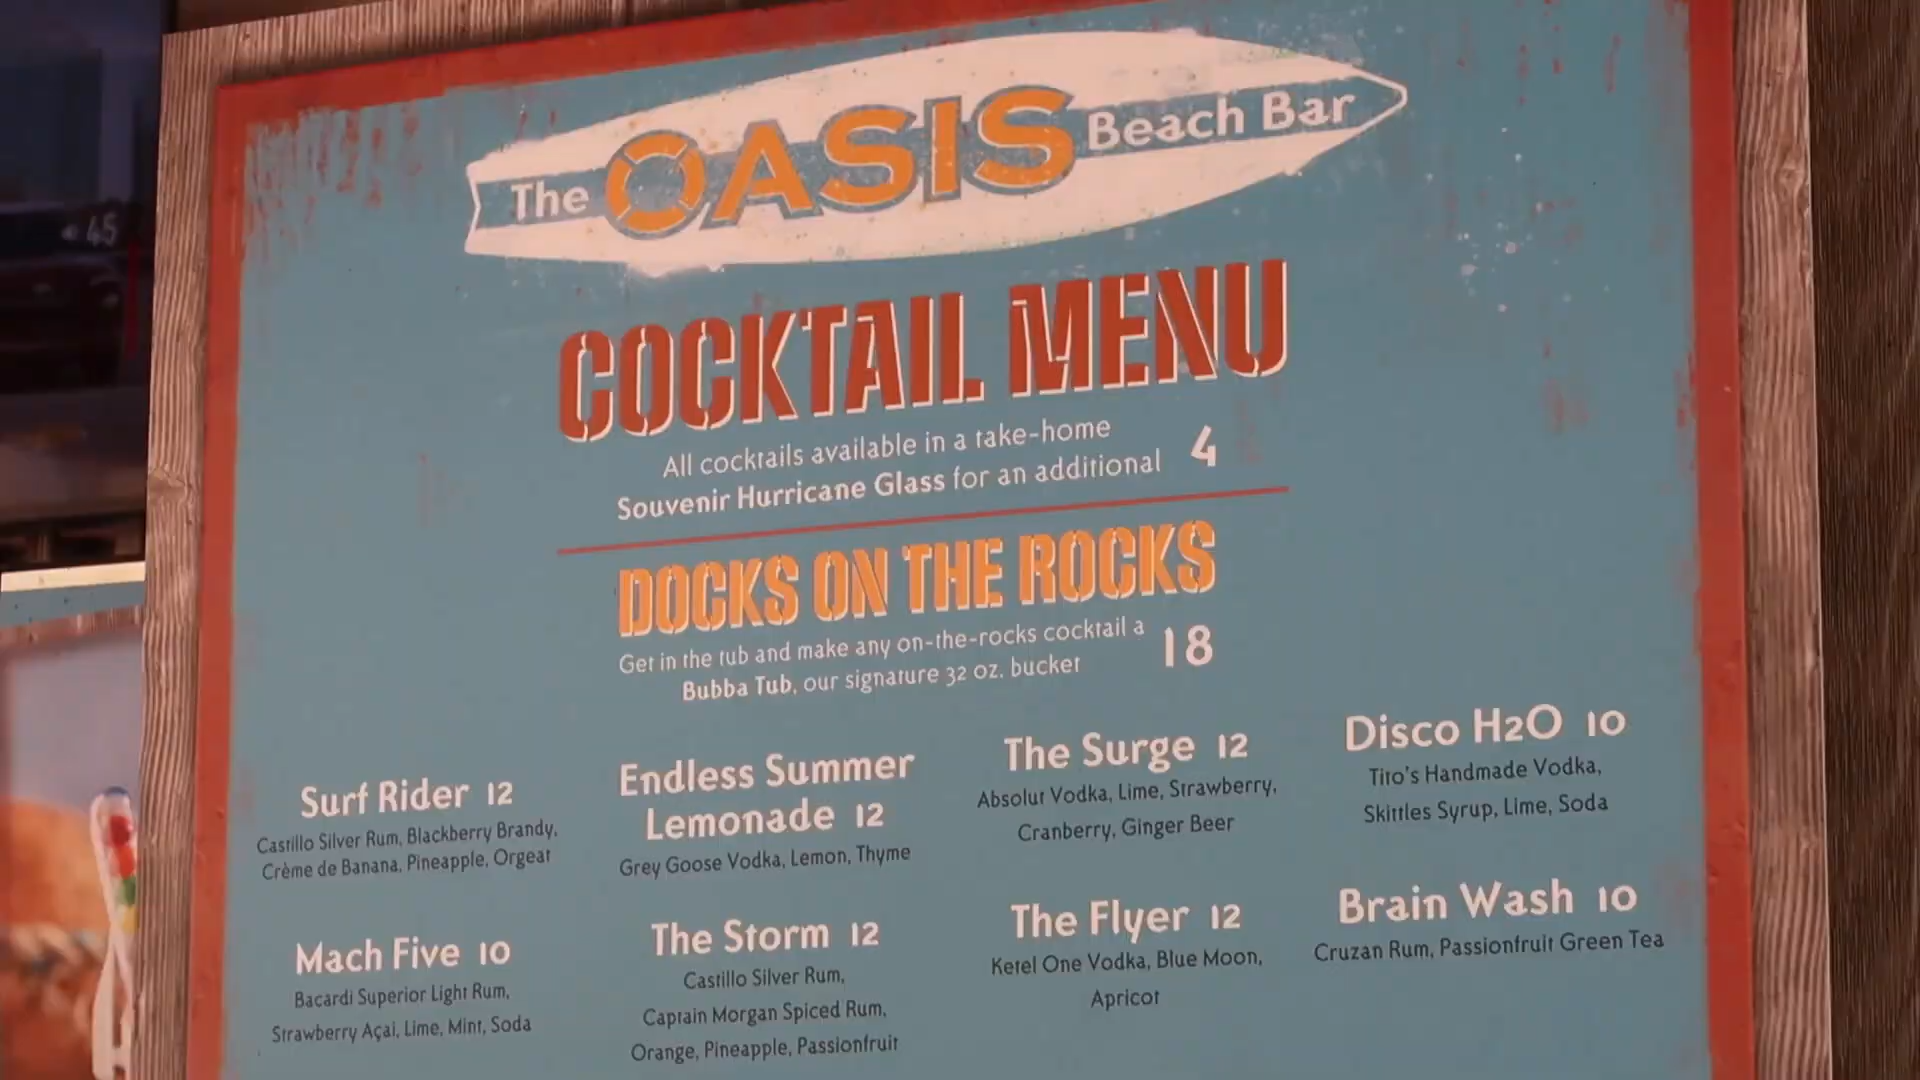 The OASIS Beach Bar
COCKTAIL MENU
All cocktails available in a take-home
Souvenir Hurricane Glass for an additional 4
DOCKS ON THE ROCKS
Get in the tub and make any on-the-rocks cocktail a
Bubba Tub, our signature 32 oz. bucket 18
Surf Rider 12
Castillo Silver Rum, Blackberry Brandy,
Crème de Banana, Pineapple, Orgeat
Endless Summer
Lemonade 12
Grey Goose Vodka, Lemon, Thyme
The Surge 12
Absolut Vodka, Lime, Strawberry,
Cranberry, Ginger Beer
Disco H2O 10
Tito's Handmade Vodka,
Skittles Syrup, Lime, Soda
Mach Five 10
Bacardi Superior Light Rum,
Strawberry Açai, Lime, Mint, Soda
The Storm 12
Castillo Silver Rum,
Captain Morgan Spiced Rum,
Orange, Pineapple, Passionfruit
The Flyer 12
Ketel One Vodka, Blue Moon,
Apricot
Brain Wash 10
Cruzan Rum, Passionfruit Green Tea
45